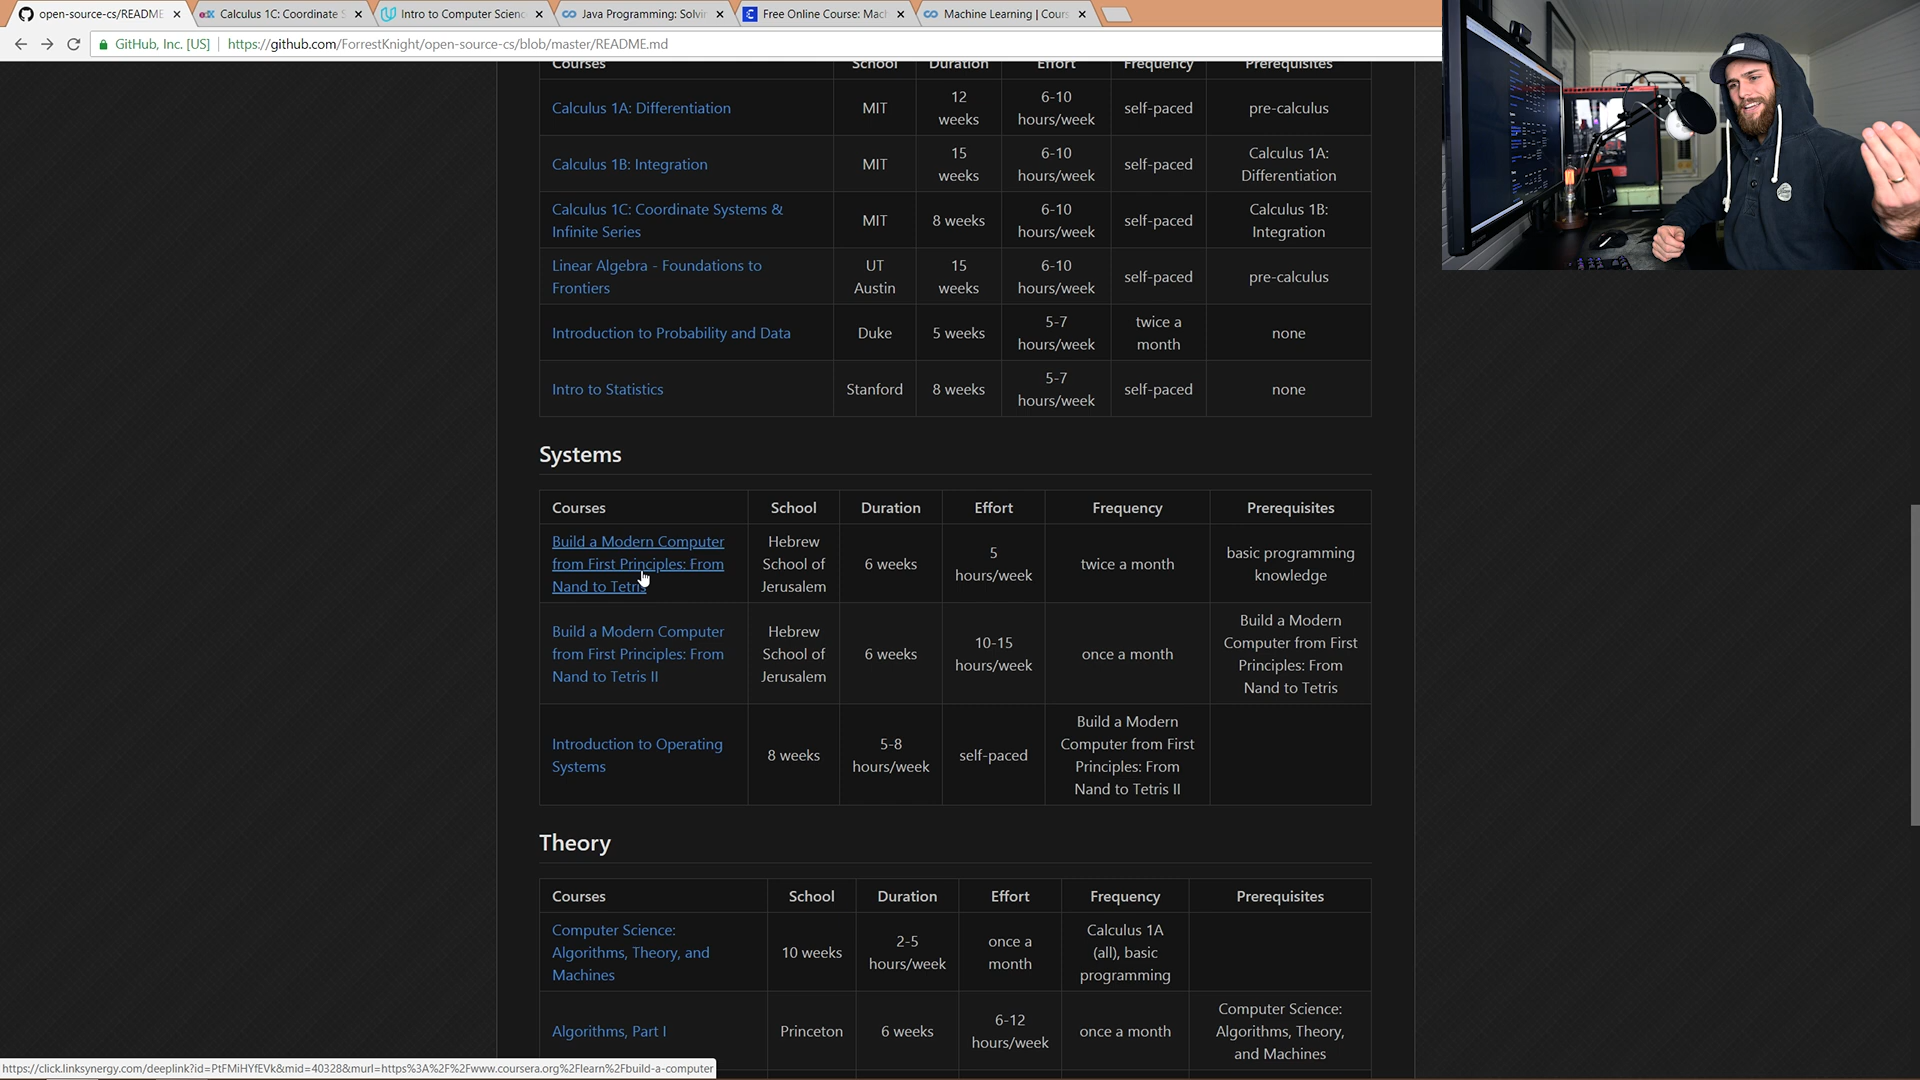 open-source-cs/README
Calculus 1C: Coordinate S
Intro to Computer Scienc
Java Programming: Solvin
Free Online Course: Mac
Machine Learning | Cours
GitHub, Inc. [US]
https://github.com/ForrestKnight/open-source-cs/blob/master/README.md
Courses School Duration Effort Frequency Prerequisites
Calculus 1A: Differentiation MIT 12 weeks 6-10 hours/week self-paced pre-calculus
Calculus 1B: Integration MIT 15 weeks 6-10 hours/week self-paced Calculus 1A: Differentiation
Calculus 1C: Coordinate Systems & Infinite Series MIT 8 weeks 6-10 hours/week self-paced Calculus 1B: Integration
Linear Algebra - Foundations to Frontiers UT Austin 15 weeks 6-10 hours/week self-paced pre-calculus
Introduction to Probability and Data Duke 5 weeks 5-7 hours/week twice a month none
Intro to Statistics Stanford 8 weeks 5-7 hours/week self-paced none
Systems
Courses School Duration Effort Frequency Prerequisites
Build a Modern Computer from First Principles: From Nand to Tetris Hebrew School of Jerusalem 6 weeks 5 hours/week twice a month basic programming knowledge
Build a Modern Computer from First Principles: From Nand to Tetris II Hebrew School of Jerusalem 6 weeks 10-15 hours/week once a month Build a Modern Computer from First Principles: From Nand to Tetris
Introduction to Operating Systems 8 weeks 5-8 hours/week self-paced Build a Modern Computer from First Principles: From Nand to Tetris II
Theory
Courses School Duration Effort Frequency Prerequisites
Computer Science: Algorithms, Theory, and Machines 10 weeks 2-5 hours/week once a month Calculus 1A (all), basic programming
Algorithms, Part I Princeton 6 weeks 6-12 hours/week once a month Computer Science: Algorithms, Theory, and Machines
https://click.linksynergy.com/deeplink?id=PtFMiHYfEVk&mid=40328&murl=https%3A%2F%2Fwww.coursera.org%2Flearn%2Fbuild-a-computer